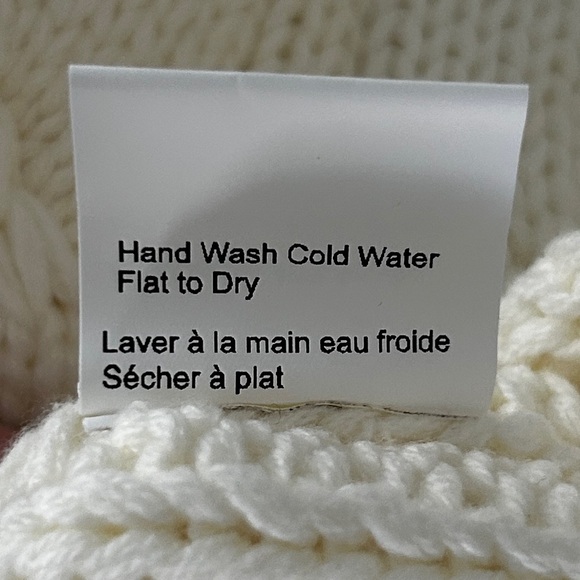 Hand Wash Cold Water
Flat to Dry
Laver à la main eau froide
Sécher à plat